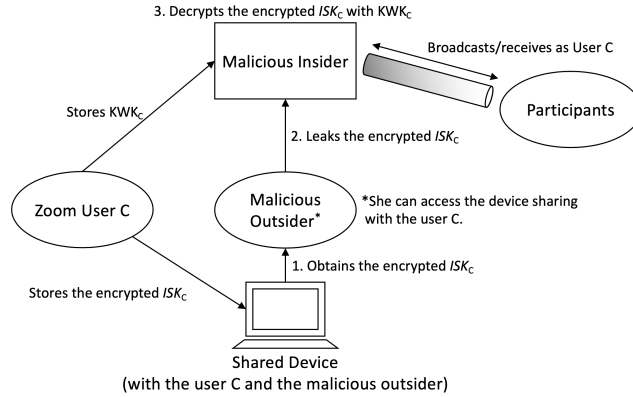 3. Decrypts the encrypted ISKC with KWKC
Malicious Insider
Broadcasts/receives as User C
Participants
Stores KWKC
2. Leaks the encrypted ISKC
Zoom User C
Malicious
Outsider*
*She can access the device sharing
with the user C.
1. Obtains the encrypted ISKC
Stores the encrypted ISKC
Shared Device
(with the user C and the malicious outsider)